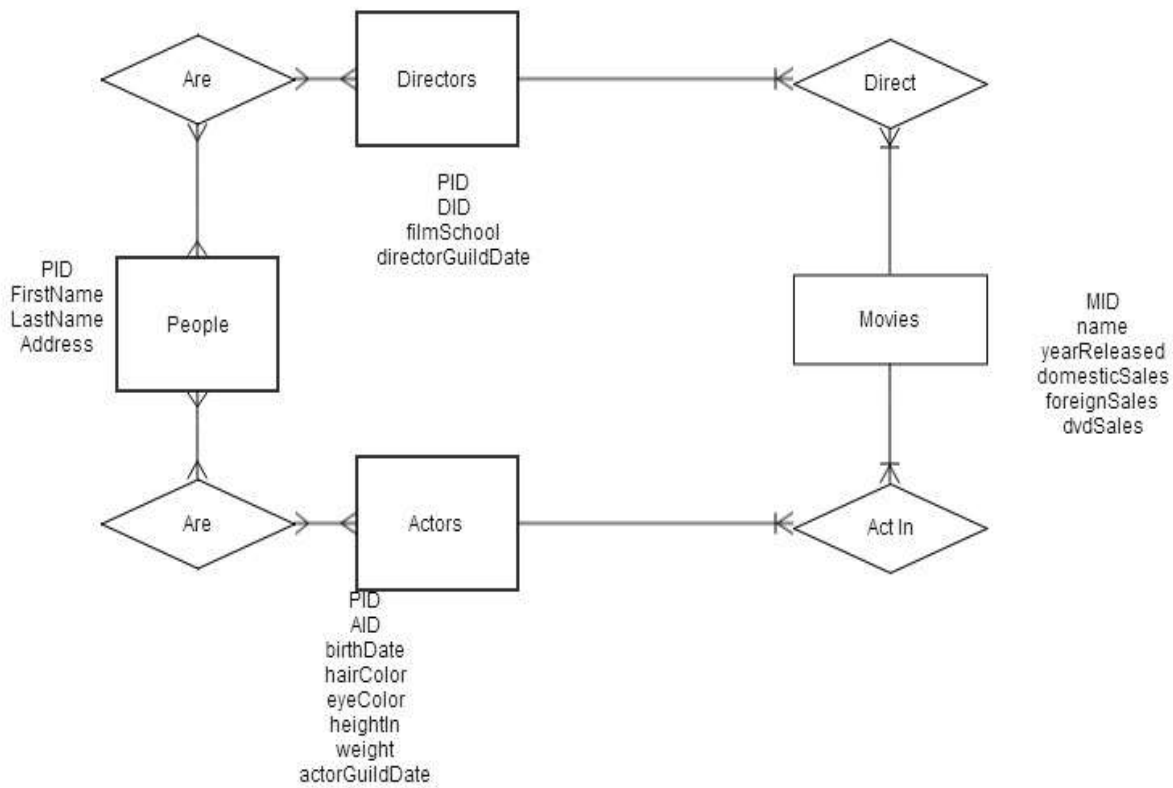 Are
Directors
Direct
PID
DID
filmSchool
directorGuildDate
PID
FirstName
LastName
Address
People
Movies
MID
name
yearReleased
domesticSales
foreignSales
dvdSales
Are
Actors
Act In
PID
AID
birthDate
hairColor
eyeColor
heightIn
weight
actorGuildDate